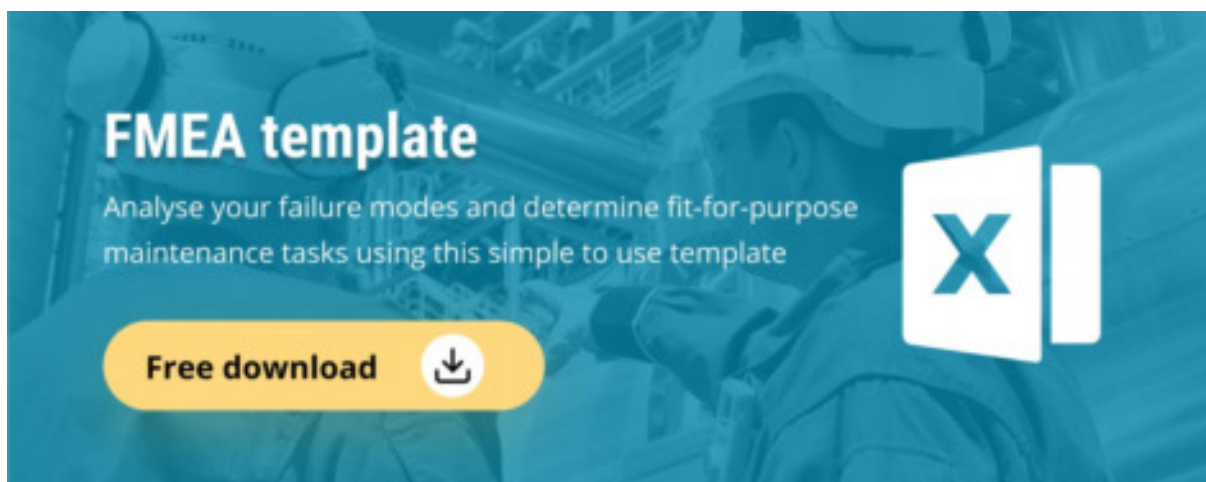 FMEA template
Analyse your failure modes and determine fit-for-purpose
maintenance tasks using this simple to use template
Free download
X